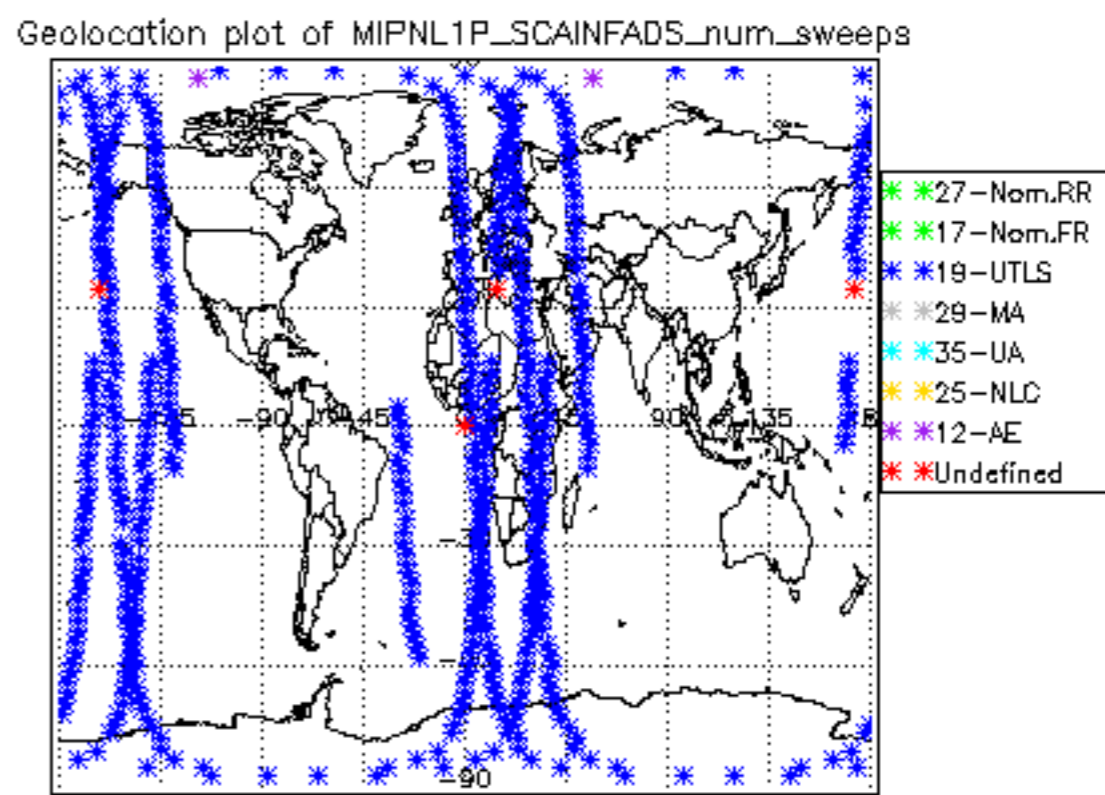 Geolocation plot of MIPNL1P_SCAINFADS_num_sweeps
27-Nom.RR
17-Nom.FR
19-UTLS
29-MA
35-UA
25-NLC
12-AE
Undefined
-90
45
90
-90